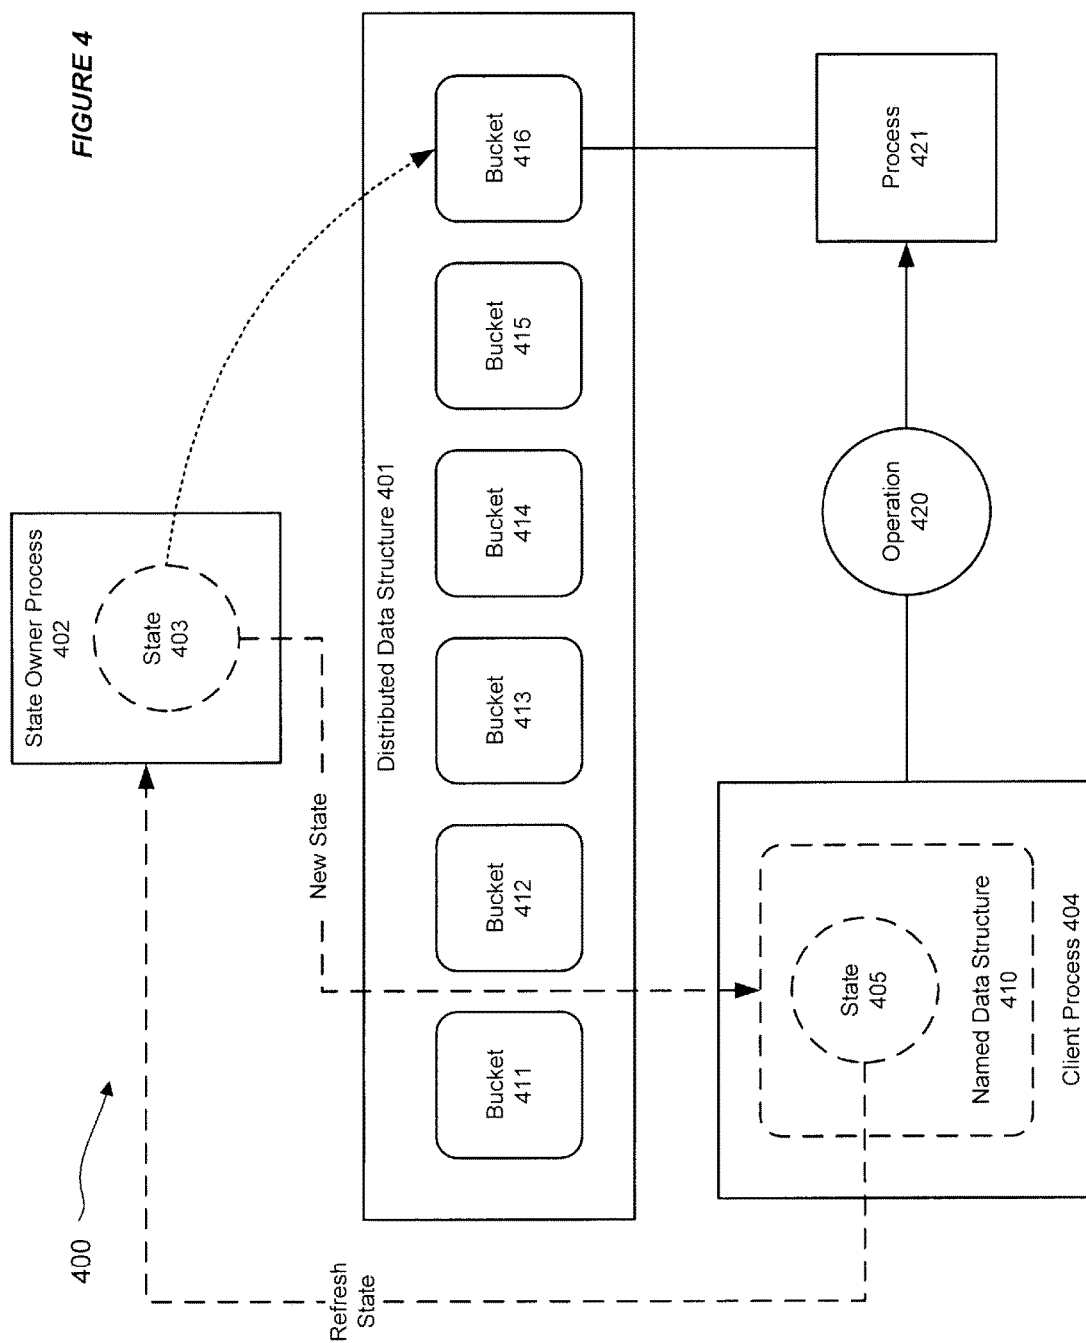 FIGURE 4
400
State Owner Process
402
State
403
Refresh
State
New State
Distributed Data Structure 401
Bucket
411
Bucket
412
Bucket
413
Bucket
414
Bucket
415
Bucket
416
State
405
Named Data Structure
410
Client Process 404
Operation
420
Process
421